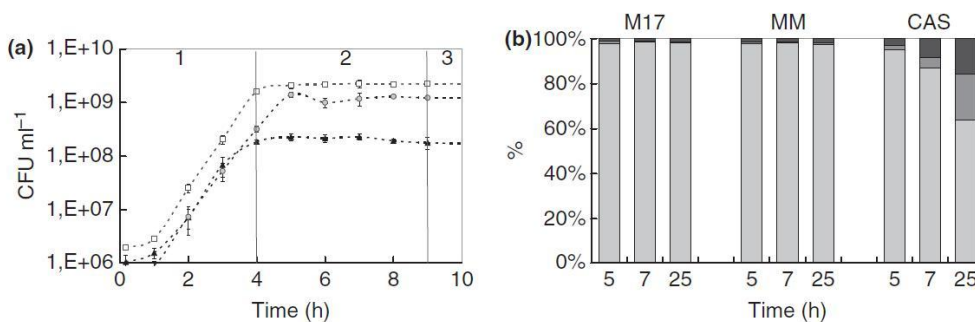 (a)
1,E+10
1,E+09
1,E+08
1,E+07
1,E+06
CFU ml⁻¹
1 2 3
0 2 4 6 8 10
Time (h)
(b)
M17 MM CAS
100%
80%
60%
40%
20%
0%
%
5 7 25 5 7 25 5 7 25
Time (h)